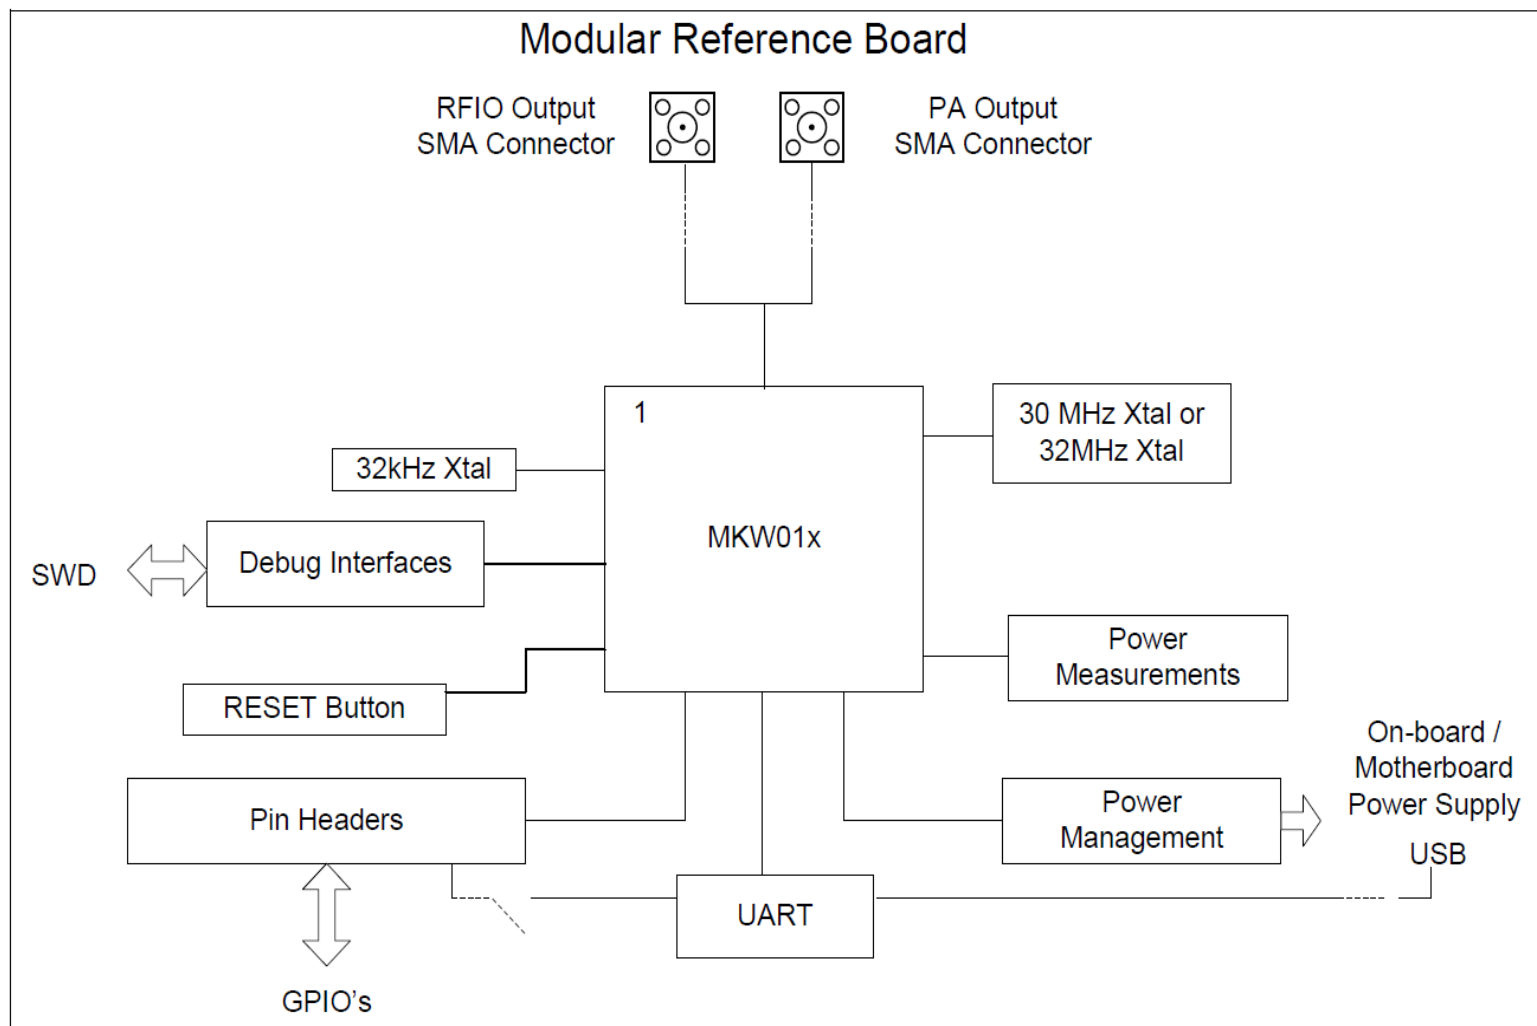 Modular Reference Board
RFIO Output
SMA Connector
PA Output
SMA Connector
1
30 MHz Xtal or
32MHz Xtal
32kHz Xtal
MKW01x
Debug Interfaces
SWD
Power
Measurements
RESET Button
On-board /
Motherboard
Power Supply
Pin Headers
Power
Management
USB
UART
GPIO's